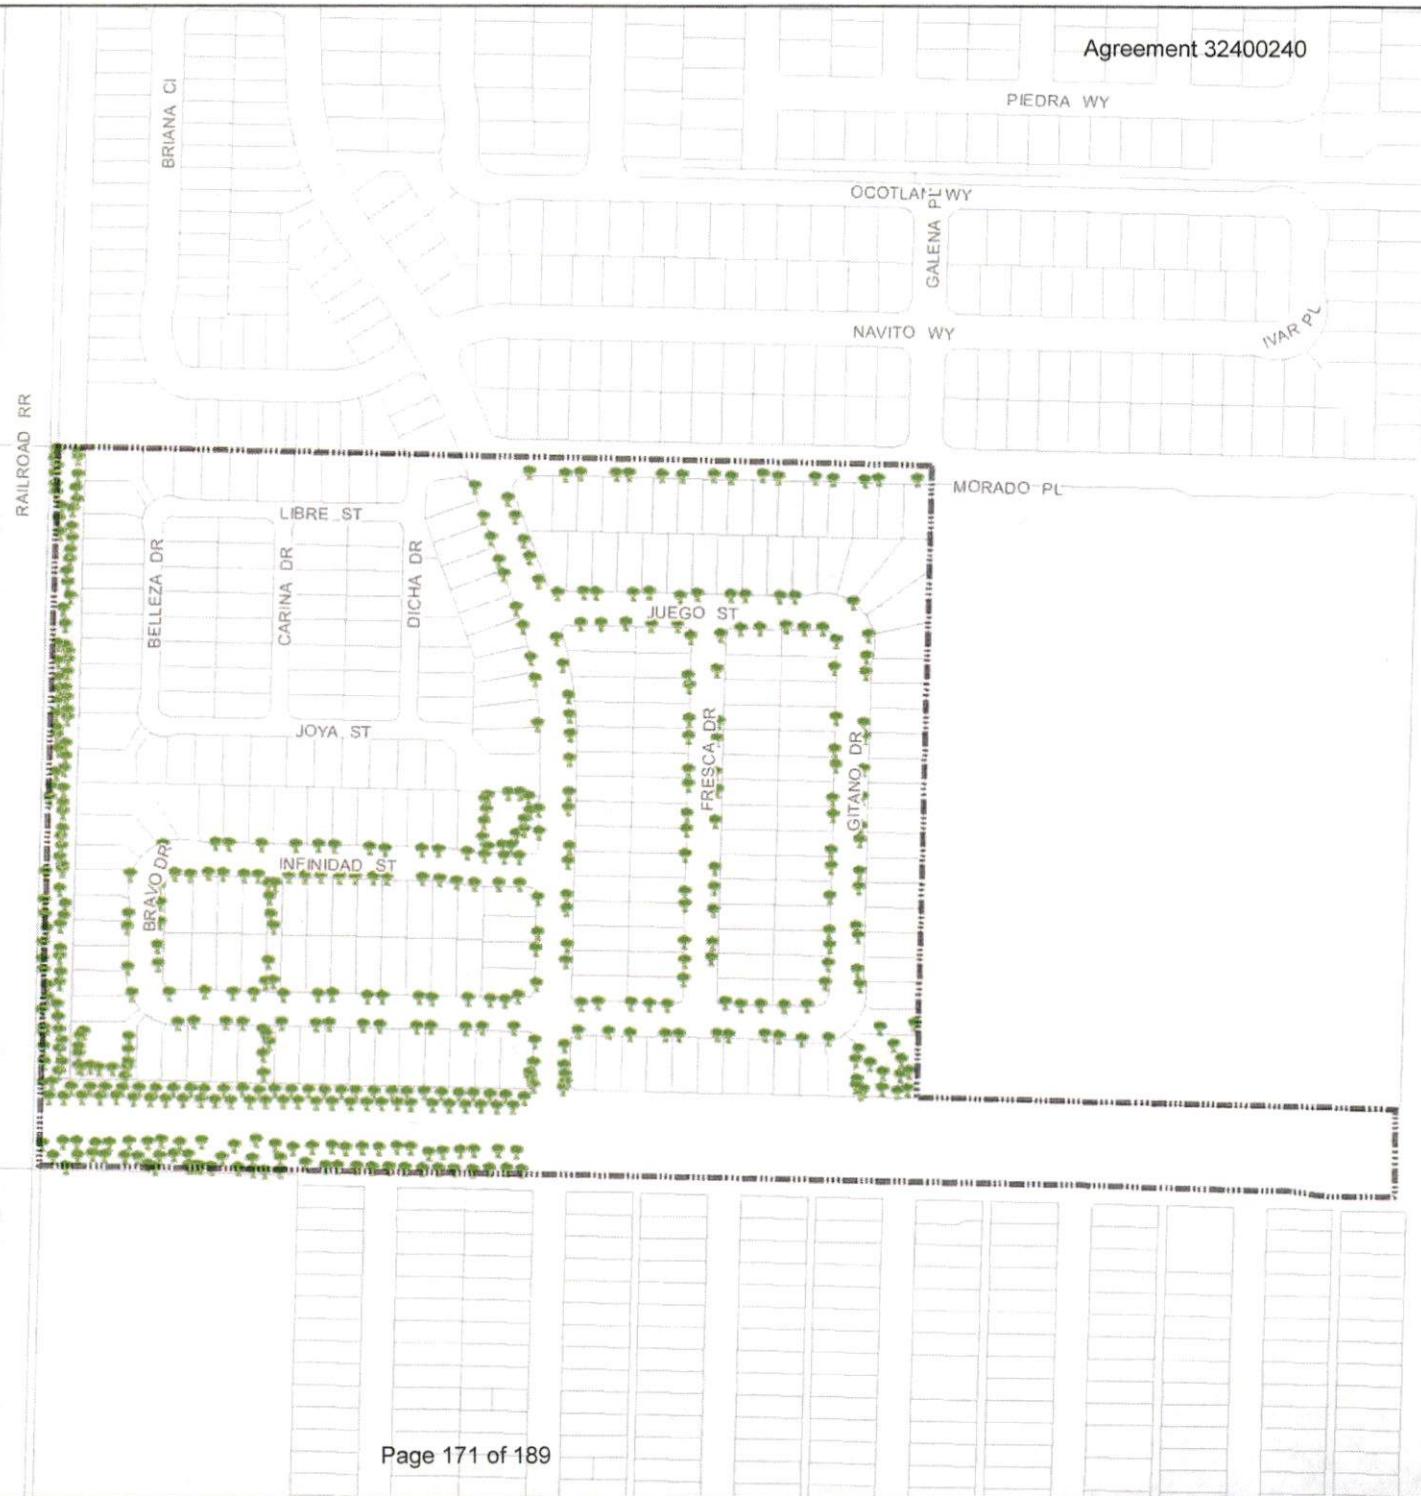 Agreement 32400240
PIEDRA WY
BRIANA CI
OCOTLAN WY
GALENA PL
NAVITO WY
IVAR PL
RAILROAD RR
MORADO PL
LIBRE ST
BELLEZA DR
CARINA DR
DICHA DR
JUEGO ST
JOYA ST
FRESCA DR
GITANO DR
INFINIDAD ST
BRAVO DR
Page 171 of 189